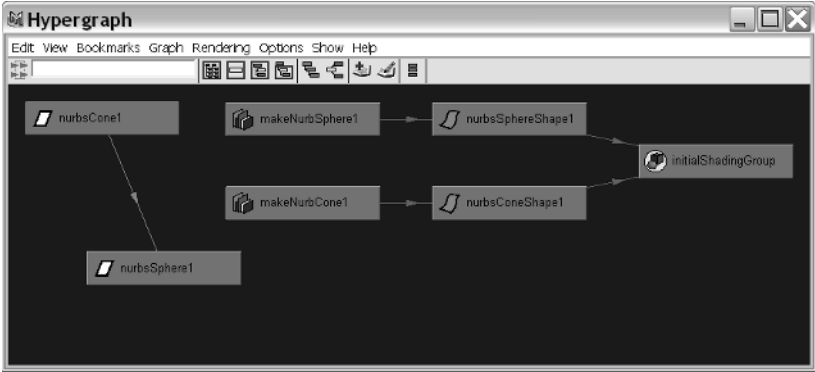 Hypergraph
Edit View Bookmarks Graph Rendering Options Show Help
nurbsCone1
makeNurbSphere1
nurbsSphereShape1
initialShadingGroup
makeNurbCone1
nurbsConeShape1
nurbsSphere1